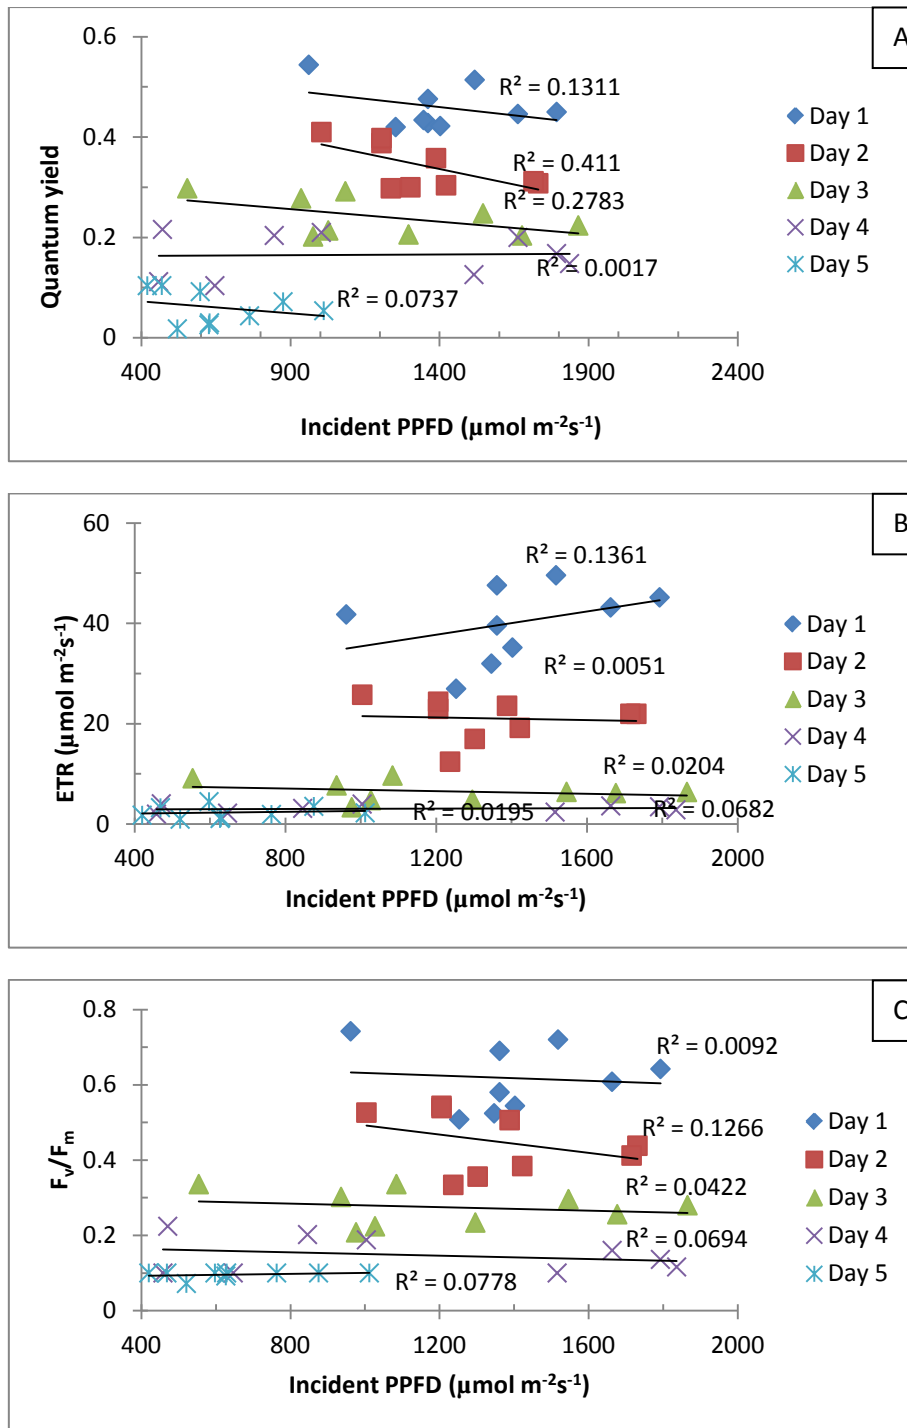 A
0.6
0.4
0.2
0
Quantum yield
R² = 0.1311
R² = 0.411
R² = 0.2783
R² = 0.0017
R² = 0.0737
Day 1
Day 2
Day 3
Day 4
Day 5
400 900 1400 1900 2400
Incident PPFD (µmol m⁻²s⁻¹)
B
60
40
20
0
ETR (µmol m⁻²s⁻¹)
R² = 0.1361
R² = 0.0051
R² = 0.0204
R² = 0.0195
R² = 0.0682
Day 1
Day 2
Day 3
Day 4
Day 5
400 800 1200 1600 2000
Incident PPFD (µmol m⁻²s⁻¹)
C
0.8
0.6
0.4
0.2
0
Fᵥ/Fₘ
R² = 0.0092
R² = 0.1266
R² = 0.0422
R² = 0.0694
R² = 0.0778
Day 1
Day 2
Day 3
Day 4
Day 5
400 800 1200 1600 2000
Incident PPFD (µmol m⁻²s⁻¹)